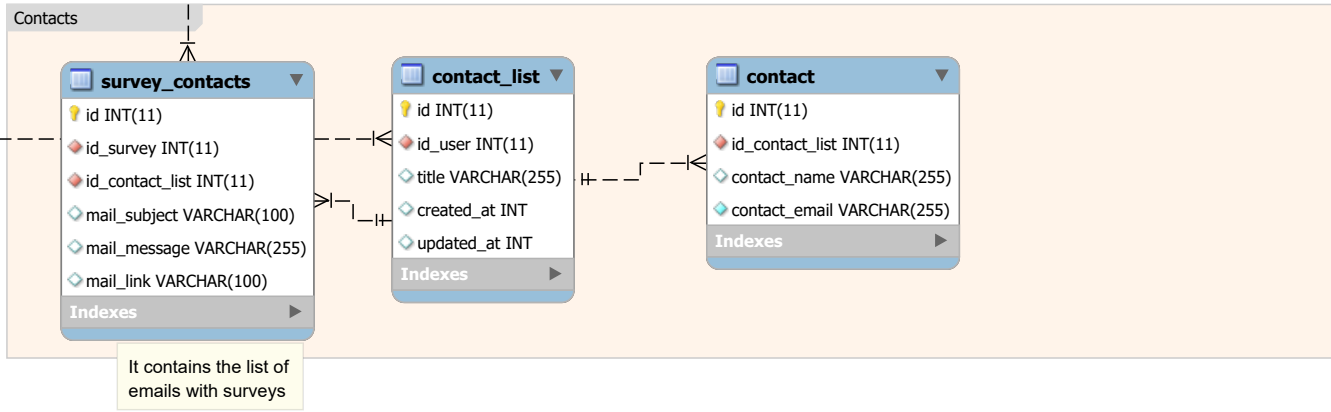 Contacts
survey_contacts
id INT(11)
id_survey INT(11)
id_contact_list INT(11)
mail_subject VARCHAR(100)
mail_message VARCHAR(255)
mail_link VARCHAR(100)
Indexes
It contains the list of
emails with surveys
contact_list
id INT(11)
id_user INT(11)
title VARCHAR(255)
created_at INT
updated_at INT
Indexes
contact
id INT(11)
id_contact_list INT(11)
contact_name VARCHAR(255)
contact_email VARCHAR(255)
Indexes